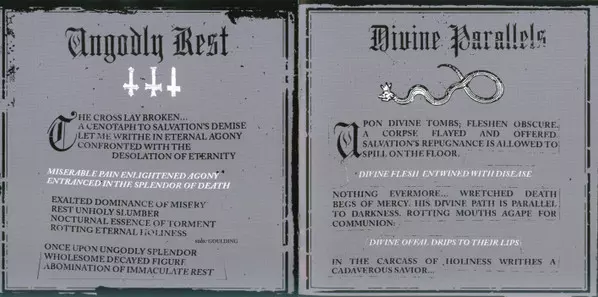 Ungodly Rest
THE CROSS LAY BROKEN...
A CENOTAPH TO SALVATION'S DEMISE
LET ME WRITHE IN ETERNAL AGONY
CONFRONTED WITH THE
DESOLATION OF ETERNITY
MISERABLE PAIN ENLIGHTENED AGONY
ENTRANCED IN THE SPLENDOR OF DEATH
EXALTED DOMINANCE OF MISERY
REST UNHOLY SLUMBER
NOCTURNAL ESSENCE OF TORMENT
ROTTING ETERNAL HOLINESS
solo: GOULDING
ONCE UPON UNGODLY SPLENDOR
WHOLESOME DECAYED FIGURE
ABOMINATION OF IMMACULATE REST
Divine Parallels
UPON DIVINE TOMBS; FLESHEN OBSCURE.
A CORPSE FLAYED AND OFFERED.
SALVATION'S REPUGNANCE IS ALLOWED TO
SPILL ON THE FLOOR.
DIVINE FLESH ENTWINED WITH DISEASE
NOTHING EVERMORE... WRETCHED DEATH
BEGS OF MERCY. HIS DIVINE PATH IS PARALLEL
TO DARKNESS. ROTTING MOUTHS AGAPE FOR
COMMUNION:
DIVINE OFFAL DRIPS TO THEIR LIPS:
IN THE CARCASS OF HOLINESS WRITHES A
CADAVEROUS SAVIOR...